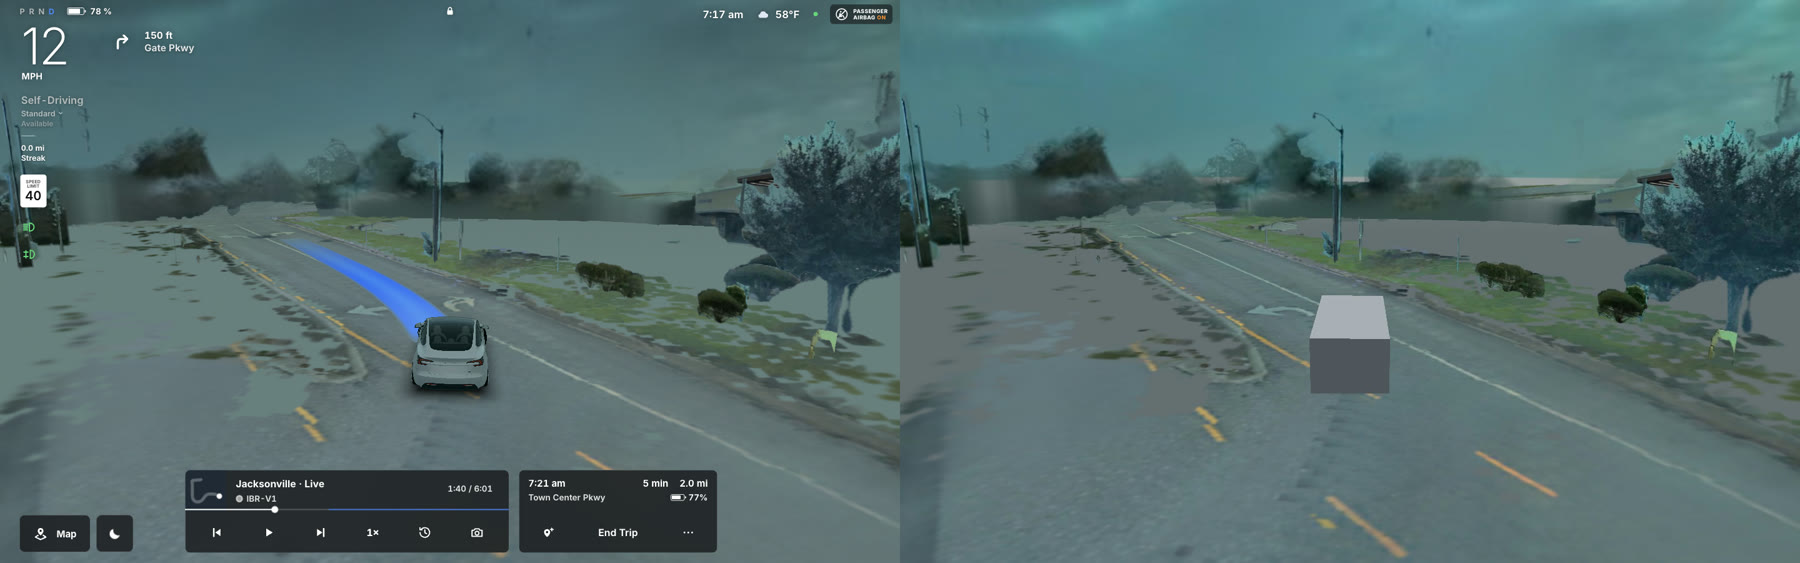 P R N D 78 %
7:17 am 58°F PASSENGER
AIRBAG ON
12
MPH
150 ft
Gate Pkwy
Self-Driving
Standard
Available
0.0 mi
Streak
SPEED
LIMIT
40
Jacksonville · Live
IBR-V1
1:40 / 6:01
1×
7:21 am 5 min 2.0 mi
Town Center Pkwy 77%
End Trip
Map